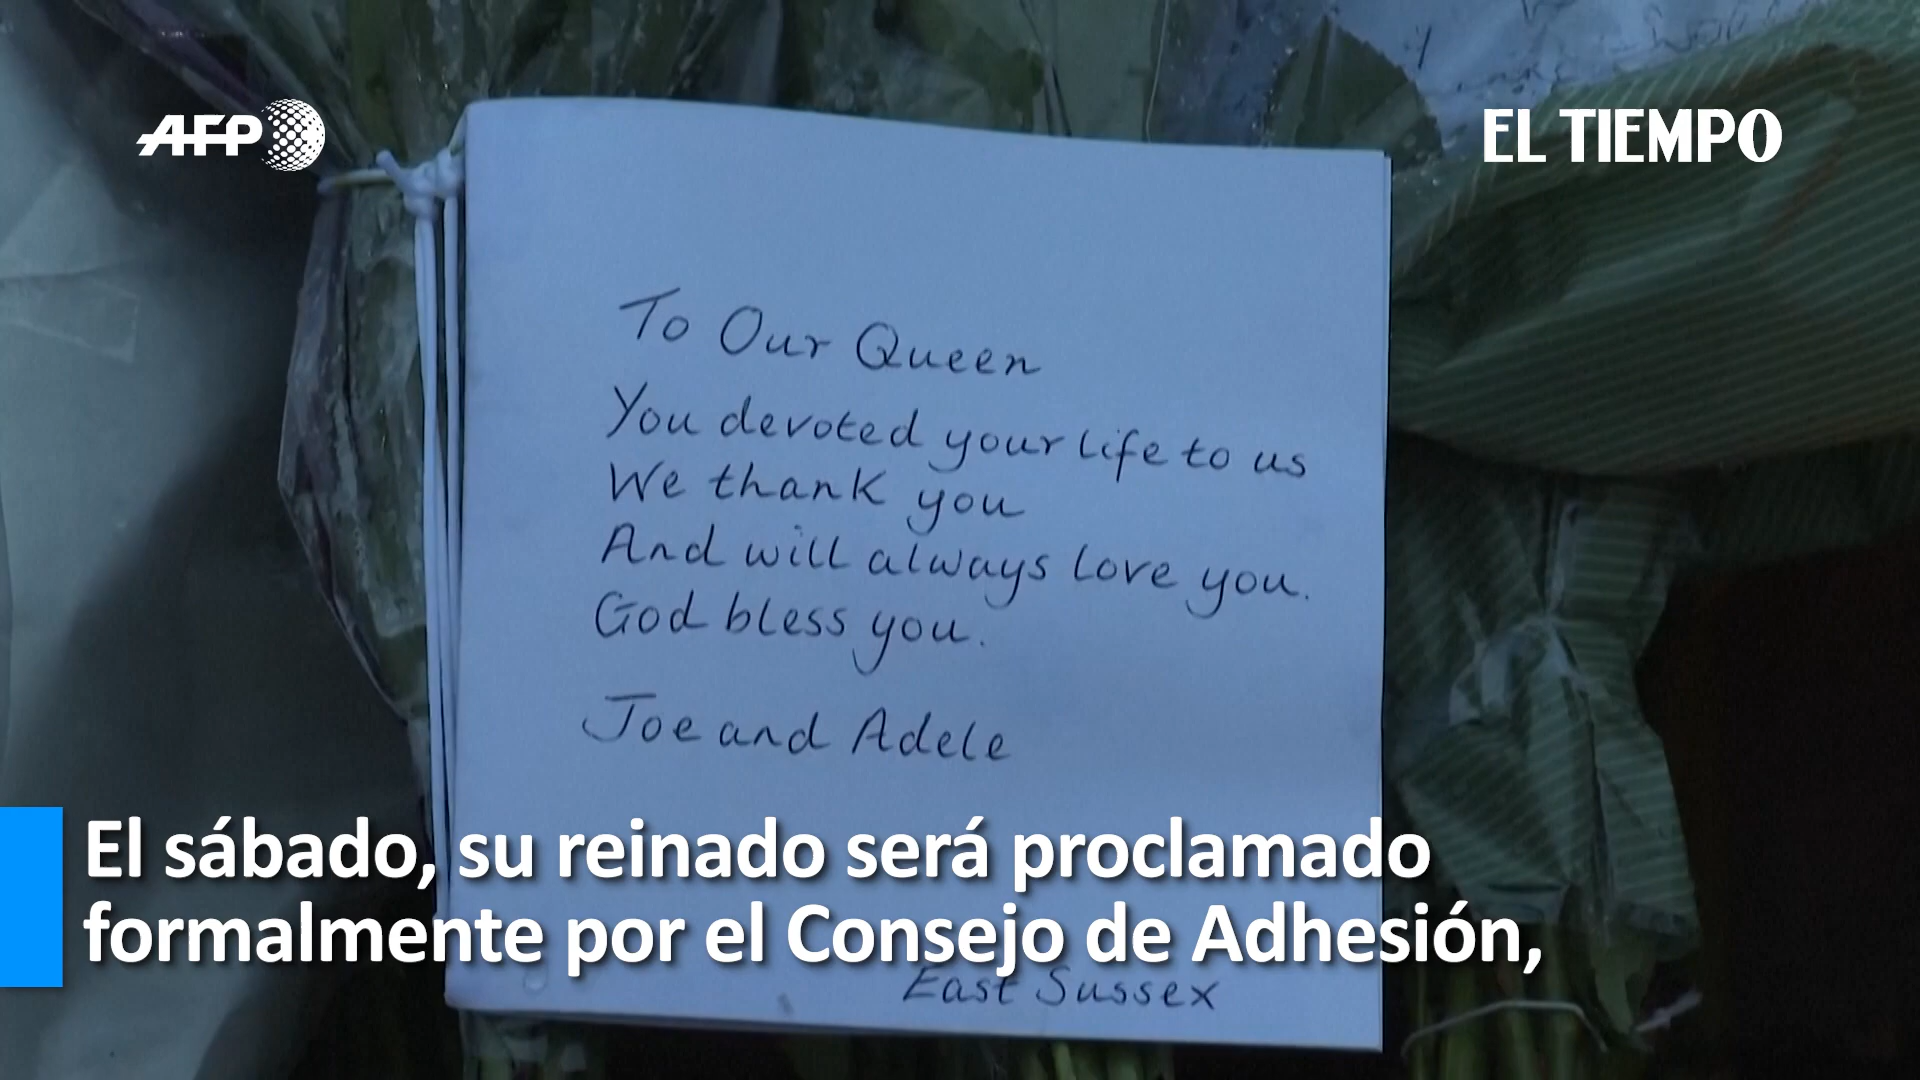 AFP
EL TIEMPO
To Our Queen
You devoted your life to us
We thank you
And will always love you.
God bless you.
Joe and Adele
El sábado, su reinado será proclamado
formalmente por el Consejo de Adhesión,
East Sussex